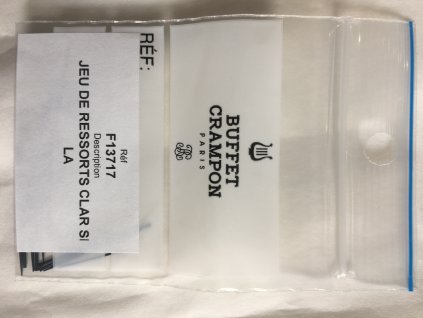 RÉF:
BUFFET
CRAMPON
PARIS
Réf
F13717
Description
JEU DE RESSORTS CLAR SI
LA